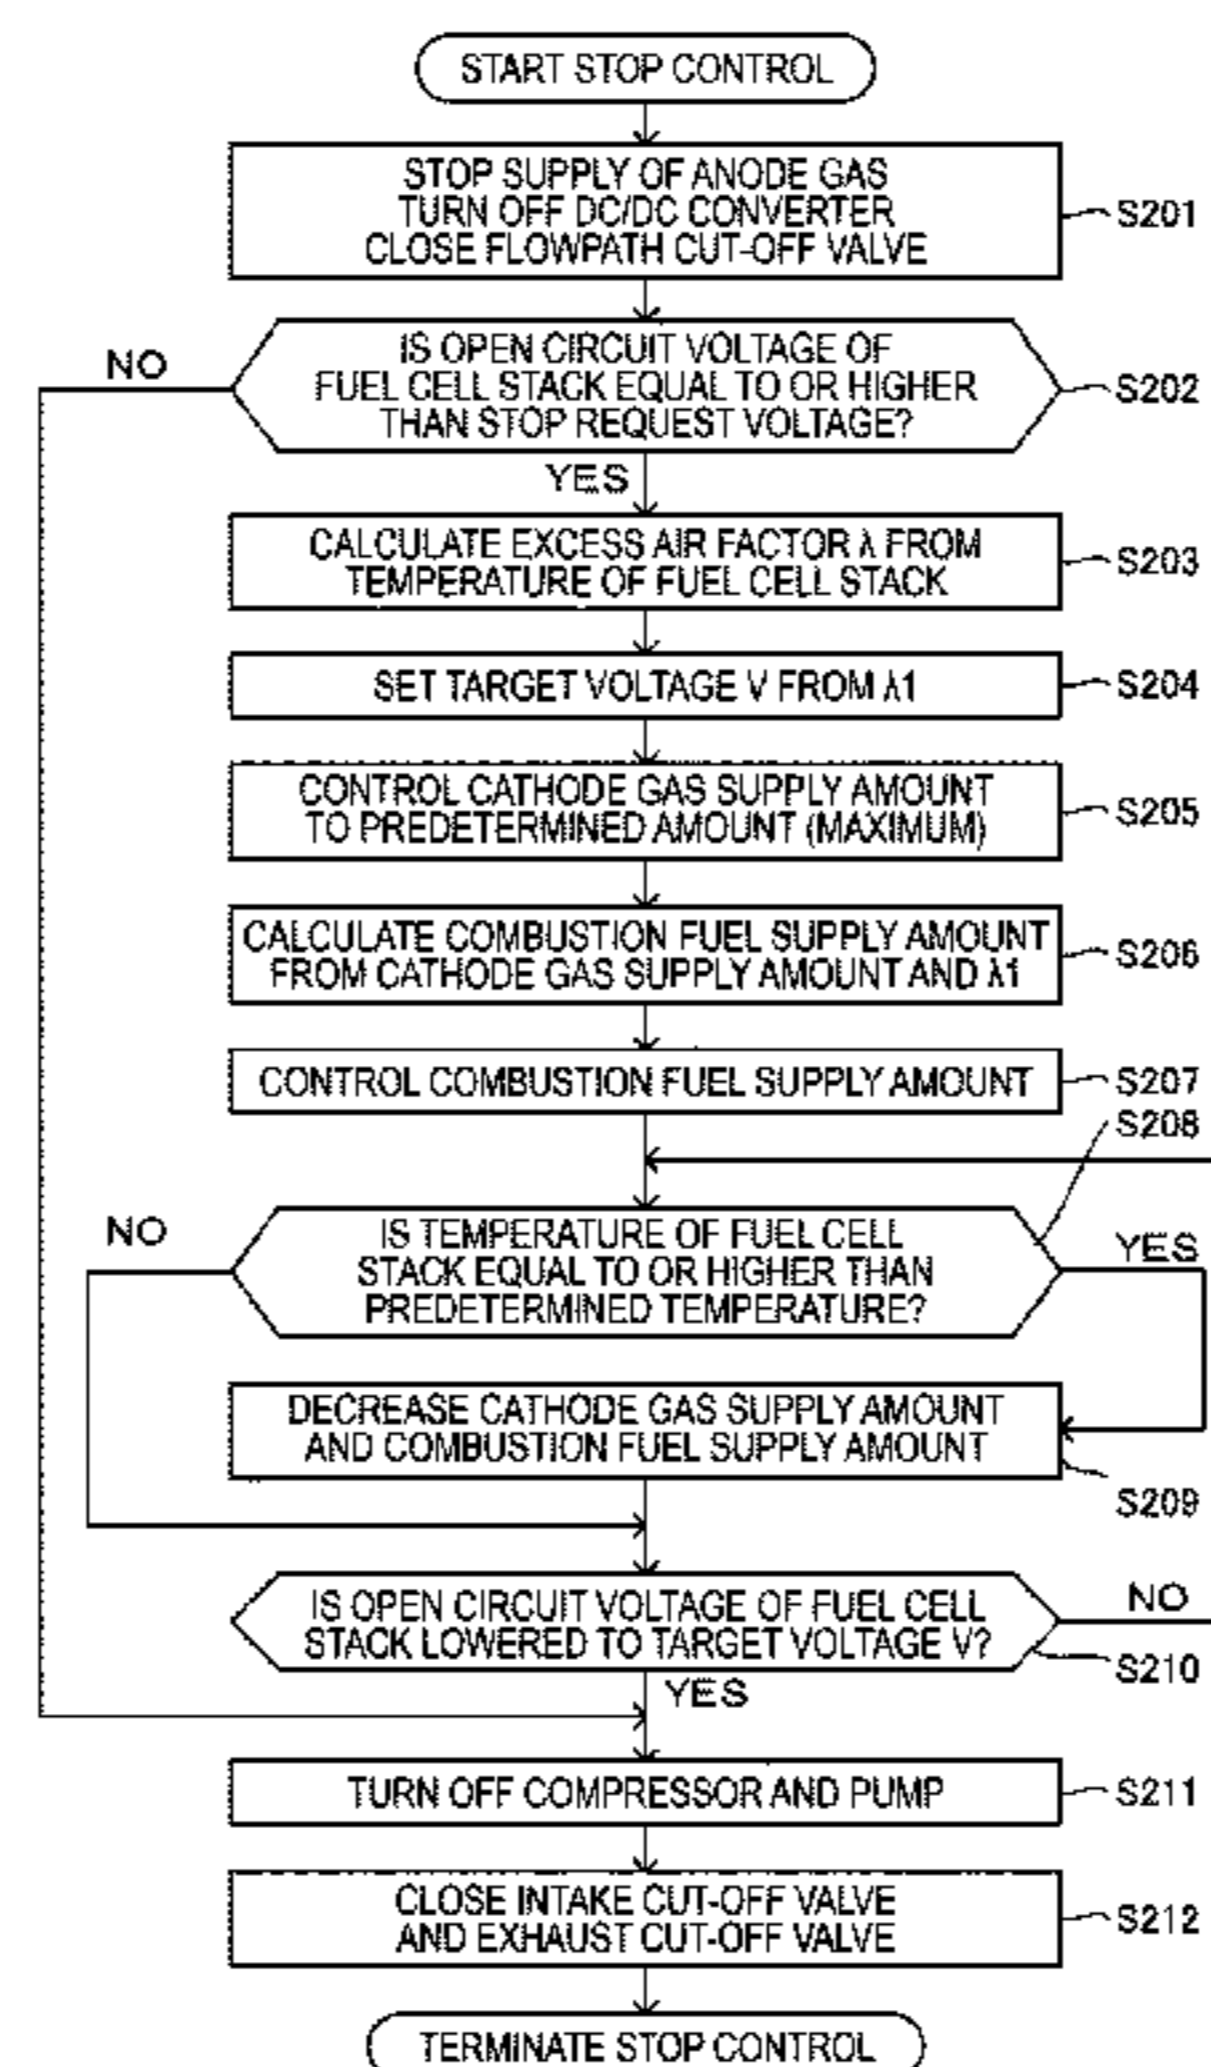 START STOP CONTROL
STOP SUPPLY OF ANODE GAS
TURN OFF DC/DC CONVERTER
CLOSE FLOWPATH CUT-OFF VALVE
S201
NO
IS OPEN CIRCUIT VOLTAGE OF
FUEL CELL STACK EQUAL TO OR HIGHER
THAN STOP REQUEST VOLTAGE?
S202
YES
CALCULATE EXCESS AIR FACTOR λ FROM
TEMPERATURE OF FUEL CELL STACK
S203
SET TARGET VOLTAGE V FROM λ1
S204
CONTROL CATHODE GAS SUPPLY AMOUNT
TO PREDETERMINED AMOUNT (MAXIMUM)
S205
CALCULATE COMBUSTION FUEL SUPPLY AMOUNT
FROM CATHODE GAS SUPPLY AMOUNT AND λ1
S206
CONTROL COMBUSTION FUEL SUPPLY AMOUNT
S207
S208
NO
IS TEMPERATURE OF FUEL CELL
STACK EQUAL TO OR HIGHER THAN
PREDETERMINED TEMPERATURE?
YES
DECREASE CATHODE GAS SUPPLY AMOUNT
AND COMBUSTION FUEL SUPPLY AMOUNT
S209
IS OPEN CIRCUIT VOLTAGE OF FUEL CELL
STACK LOWERED TO TARGET VOLTAGE V?
NO
S210
YES
TURN OFF COMPRESSOR AND PUMP
S211
CLOSE INTAKE CUT-OFF VALVE
AND EXHAUST CUT-OFF VALVE
S212
TERMINATE STOP CONTROL